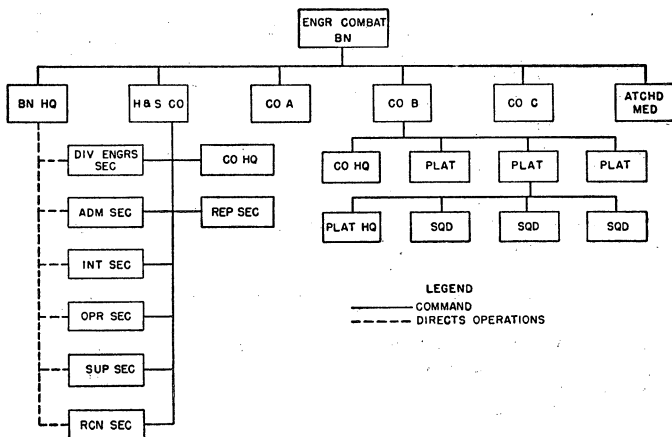 ENGR COMBAT
BN
BN HQ
H & S CO
CO A
CO B
CO C
ATCHD
MED
DIV ENGRS
SEC
CO HQ
CO HQ
PLAT
PLAT
PLAT
ADM SEC
REP SEC
PLAT HQ
SQD
SQD
SQD
INT SEC
OPR SEC
SUP SEC
RCN SEC
LEGEND
COMMAND
DIRECTS OPERATIONS